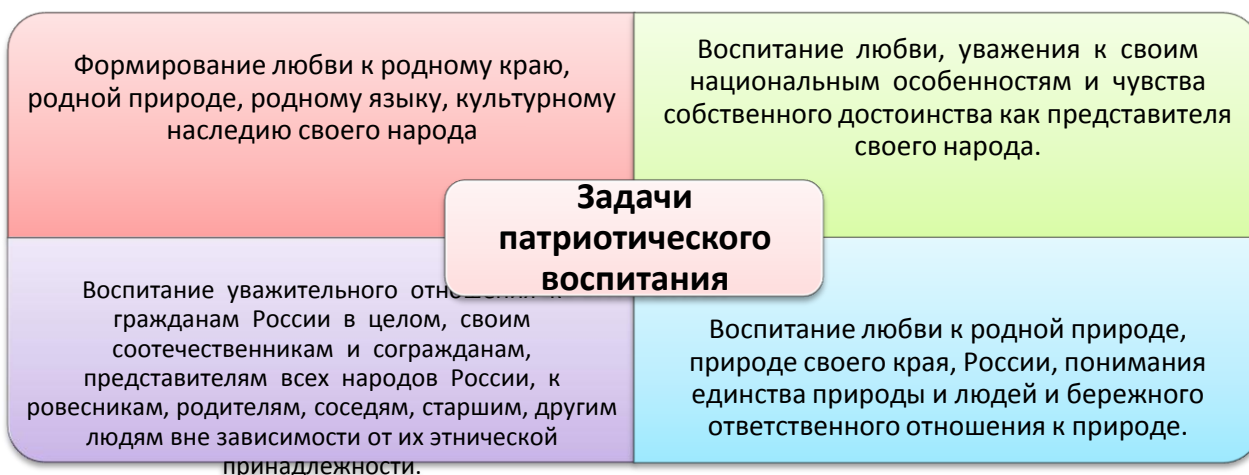 Формирование любви к родному краю,
родной природе, родному языку, культурному
наследию своего народа
Воспитание любви, уважения к своим
национальным особенностям и чувства
собственного достоинства как представителя
своего народа.
Задачи
патриотического
воспитания
Воспитание уважительного отношения к
гражданам России в целом, своим
соотечественникам и согражданам,
представителям всех народов России, к
ровесникам, родителям, соседям, старшим, другим
людям вне зависимости от их этнической
принадлежности.
Воспитание любви к родной природе,
природе своего края, России, понимания
единства природы и людей и бережного
ответственного отношения к природе.